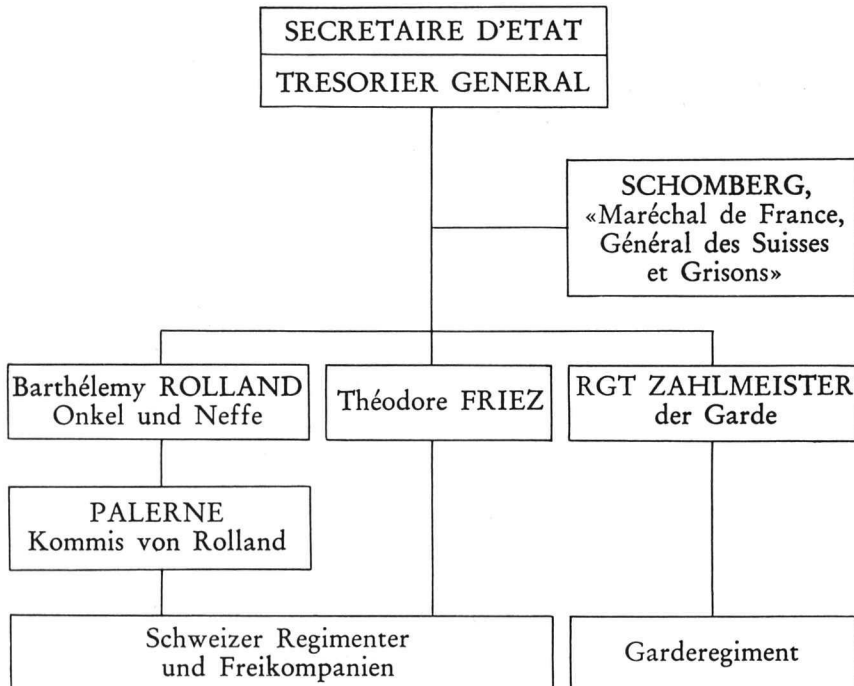 SECRETAIRE D'ETAT
TRESORIER GENERAL
SCHOMBERG,
«Maréchal de France,
Général des Suisses
et Grisons»
Barthélemy ROLLAND
Onkel und Neffe
Théodore FRIEZ
RGT ZAHLMEISTER
der Garde
PALERNE
Kommis von Rolland
Schweizer Regimenter
und Freikompanien
Garderegiment